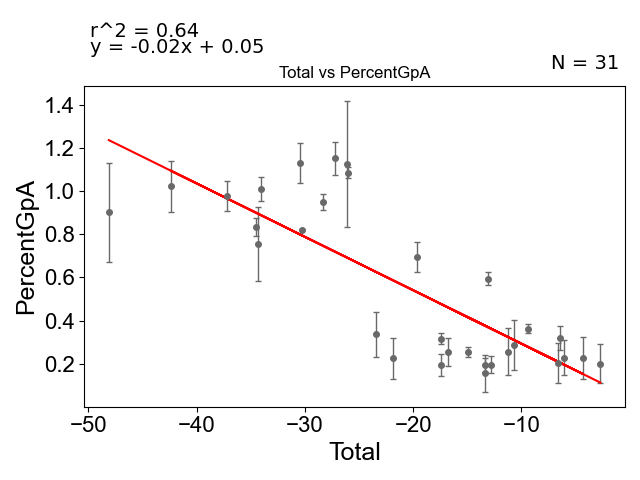 r^2 = 0.64
y = -0.02x + 0.05
N = 31
Total vs PercentGpA
1.4
1.2
1.0
0.8
0.6
0.4
0.2
PercentGpA
−50
−40
−30
−20
−10
Total